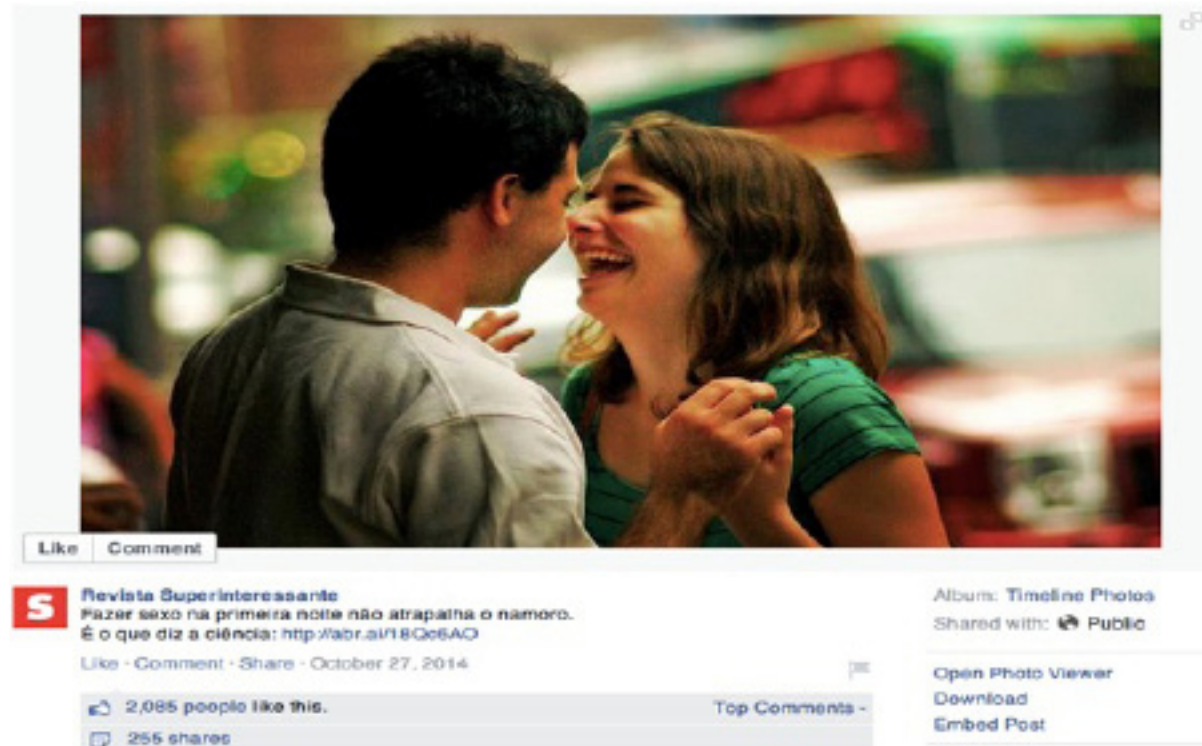 Like Comment
S
Revista Superinteressante
Fazer sexo na primeira noite não atrapalha o namoro.
É o que diz a ciência: http://abr.ai/
Like · Comment · Share · October 27, 2014
2,085 people like this.
Top Comments
255 shares
Album: Timeline Photos
Shared with: Public
Open Photo Viewer
Download
Embed Post